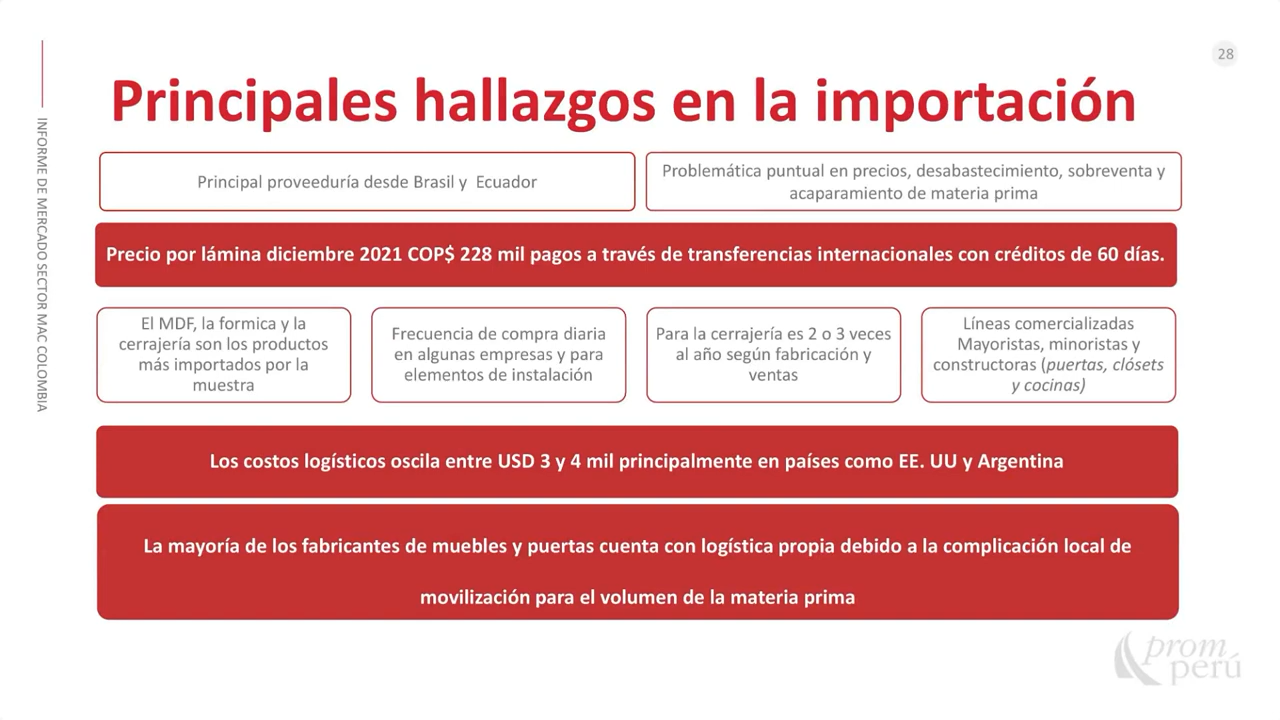 28
INFORME DE MERCADO SECTOR MAC COLOMBIA
Principales hallazgos en la importación
Principal proveeduría desde Brasil y Ecuador
Problemática puntual en precios, desabastecimiento, sobreventa y
acaparamiento de materia prima
Precio por lámina diciembre 2021 COP$ 228 mil pagos a través de transferencias internacionales con créditos de 60 días.
El MDF, la formica y la
cerrajería son los productos
más importados por la
muestra
Frecuencia de compra diaria
en algunas empresas y para
elementos de instalación
Para la cerrajería es 2 o 3 veces
al año según fabricación y
ventas
Líneas comercializadas
Mayoristas, minoristas y
constructoras (puertas, clósets
y cocinas)
Los costos logísticos oscila entre USD 3 y 4 mil principalmente en países como EE. UU y Argentina
La mayoría de los fabricantes de muebles y puertas cuenta con logística propia debido a la complicación local de
movilización para el volumen de la materia prima
prom
perú